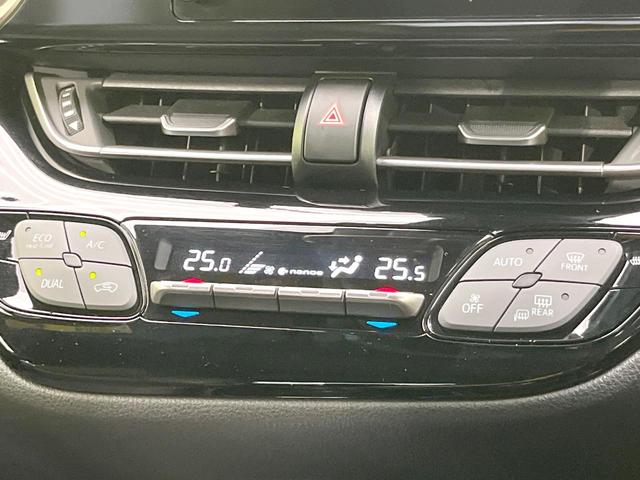 ECO
A/C
DUAL
25.0
nanoe
25.5
AUTO
FRONT
OFF
REAR